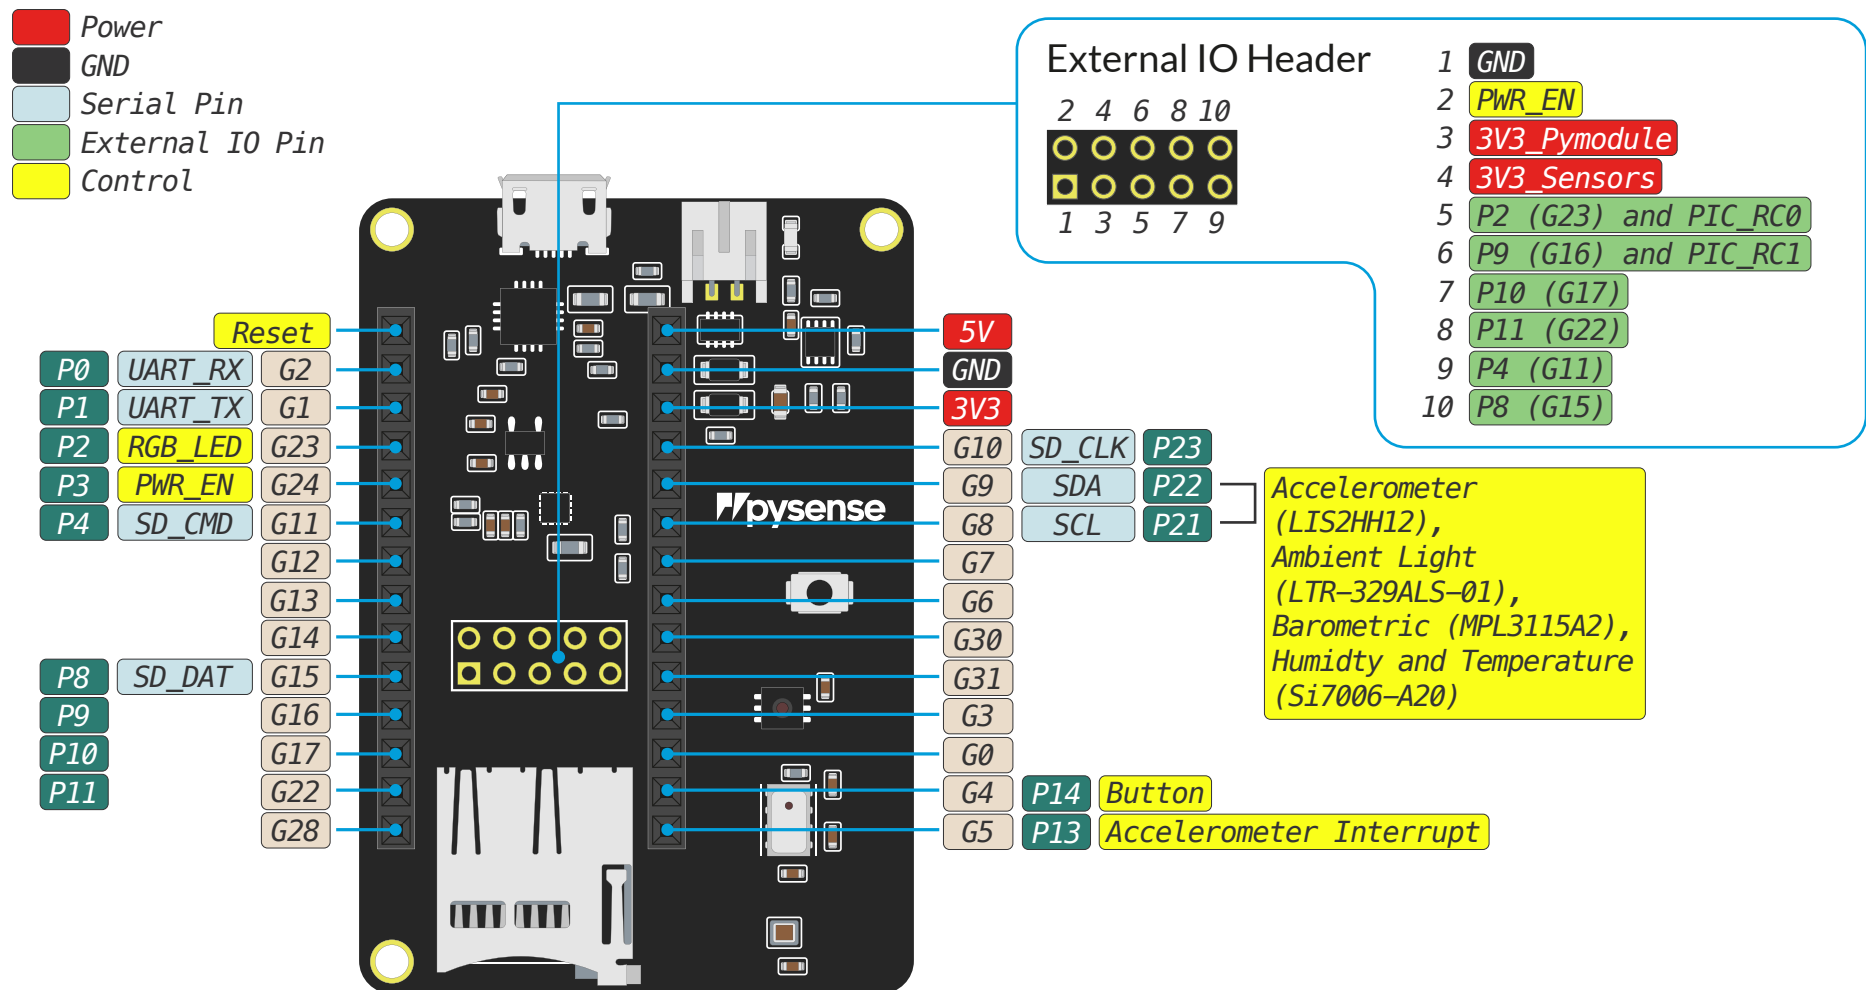 Power
GND
Serial Pin
External IO Pin
Control
External IO Header
2 4 6 8 10
1 3 5 7 9
1 GND
2 PWR_EN
3 3V3_Pymodule
4 3V3_Sensors
5 P2 (G23) and PIC_RC0
6 P9 (G16) and PIC_RC1
7 P10 (G17)
8 P11 (G22)
9 P4 (G11)
10 P8 (G15)
Reset
P0 UART_RX G2
P1 UART_TX G1
P2 RGB_LED G23
P3 PWR_EN G24
P4 SD_CMD G11
G12
G13
G14
P8 SD_DAT G15
P9 G16
P10 G17
P11 G22
G28
pysense
5V
GND
3V3
G10 SD_CLK P23
G9 SDA P22
G8 SCL P21
G7
G6
G30
G31
G3
G0
G4 P14 Button
G5 P13 Accelerometer Interrupt
Accelerometer
(LIS2HH12),
Ambient Light
(LTR–329ALS–01),
Barometric (MPL3115A2),
Humidty and Temperature
(Si7006–A20)